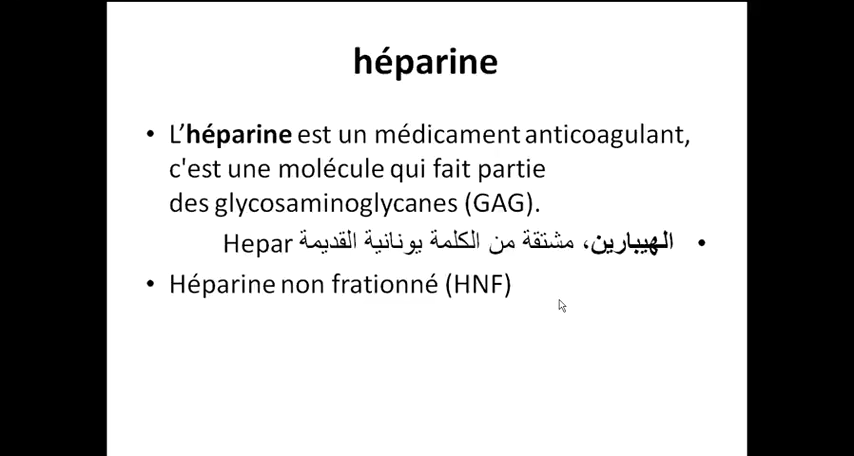 héparine
• L'héparine est un médicament anticoagulant,
c'est une molécule qui fait partie
des glycosaminoglycanes (GAG).
• الهيبارين، مشتقة من الكلمة يونانية القديمة Hepar
• Héparine non frationné (HNF)